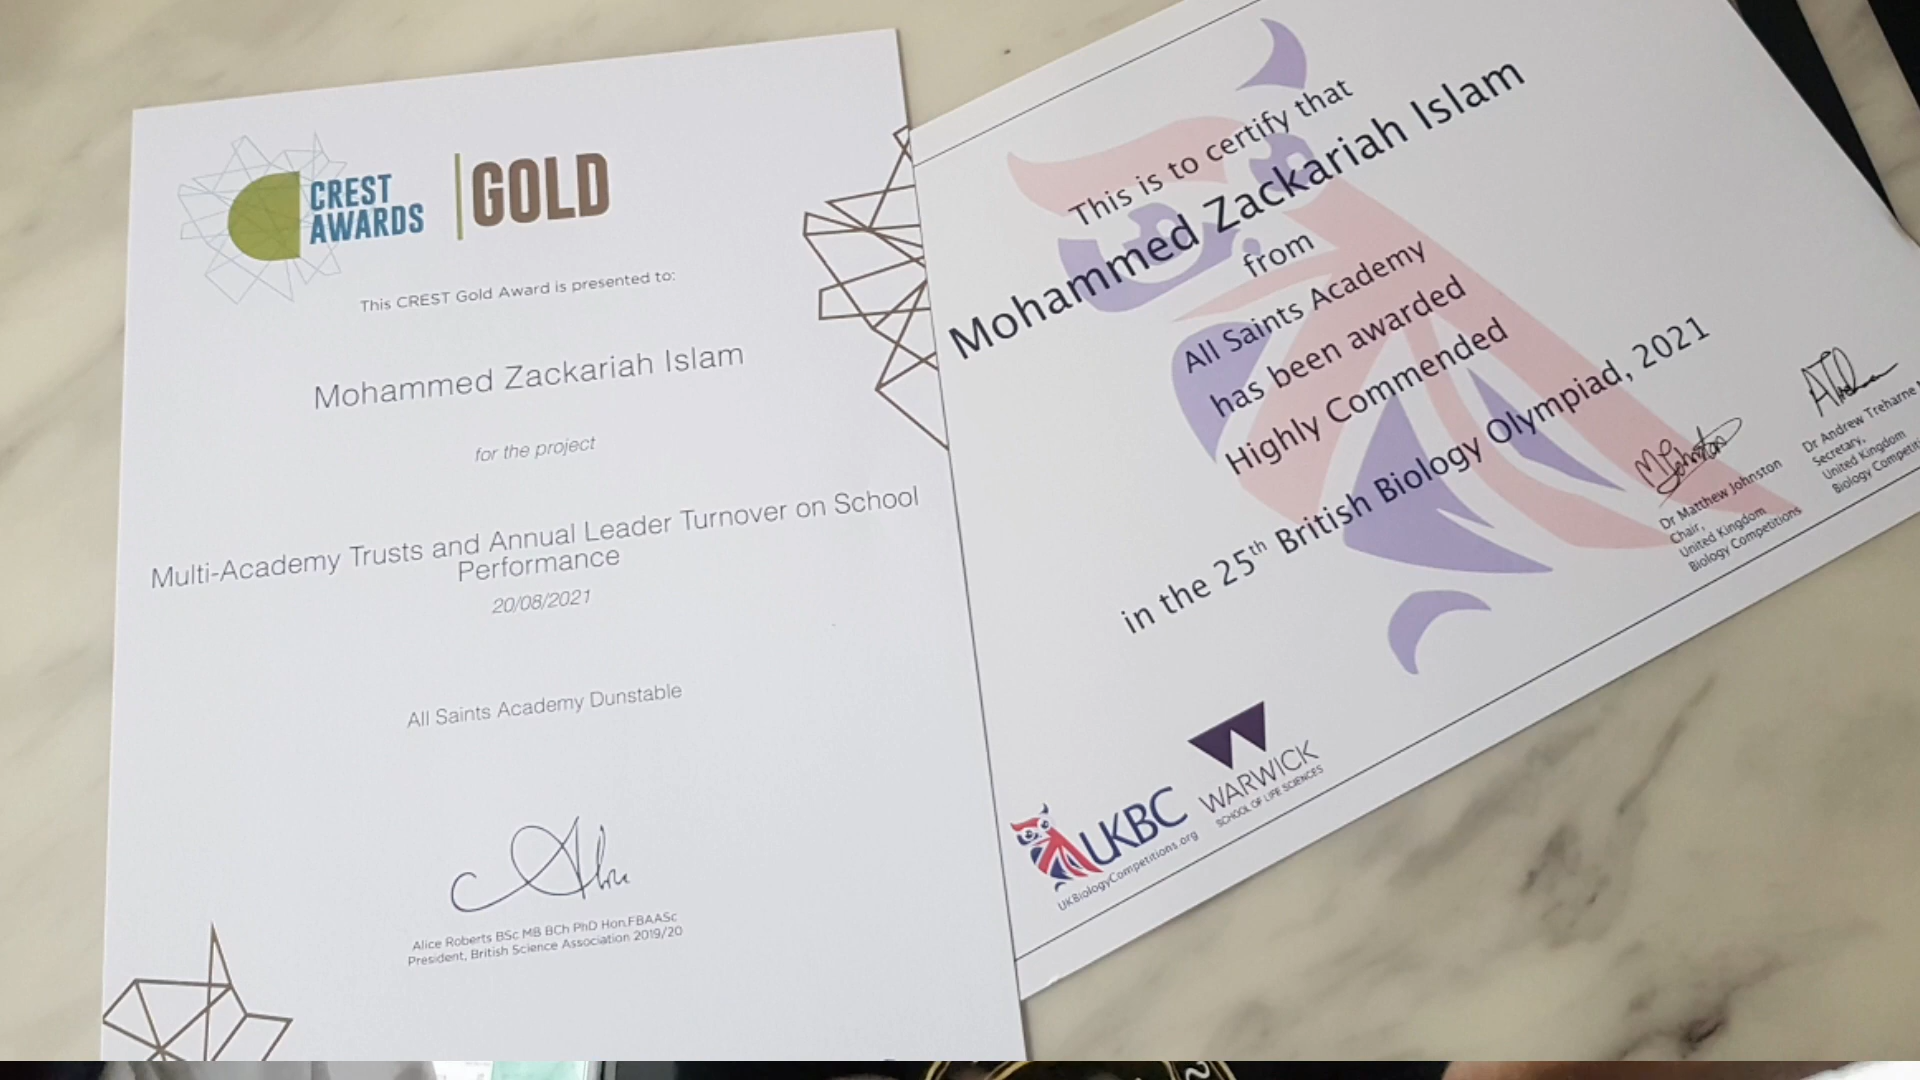 CREST
AWARDS
GOLD
This CREST Gold Award is presented to:
Mohammed Zackariah Islam
for the project
Multi-Academy Trusts and Annual Leader Turnover on School
Performance
20/08/2021
All Saints Academy Dunstable
Alice Roberts BSc MB BCh PhD Hon.FBAASc
President, British Science Association 2019/20
This is to certify that
Mohammed Zackariah Islam
from
All Saints Academy
has been awarded
Highly Commended
in the 25th British Biology Olympiad, 2021
Dr Matthew Johnston
Chair,
United Kingdom
Biology Competitions
Dr Andrew Treharne
Secretary,
United Kingdom
Biology
UKBC
UKBiologyCompetitions.org
WARWICK
SCHOOL OF LIFE SCIENCES